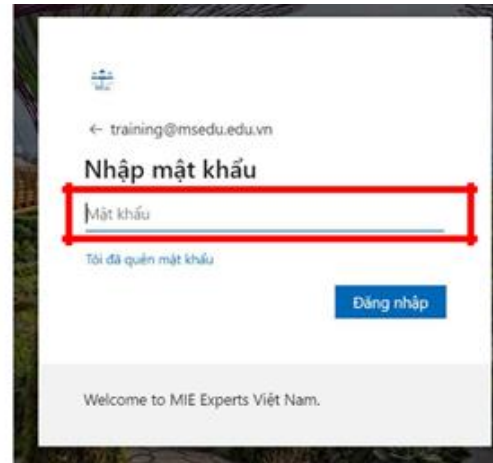 ← training@msedu.edu.vn
Nhập mật khẩu
Mật khẩu
Tôi đã quên mật khẩu
Đăng nhập
Welcome to MIE Experts Việt Nam.